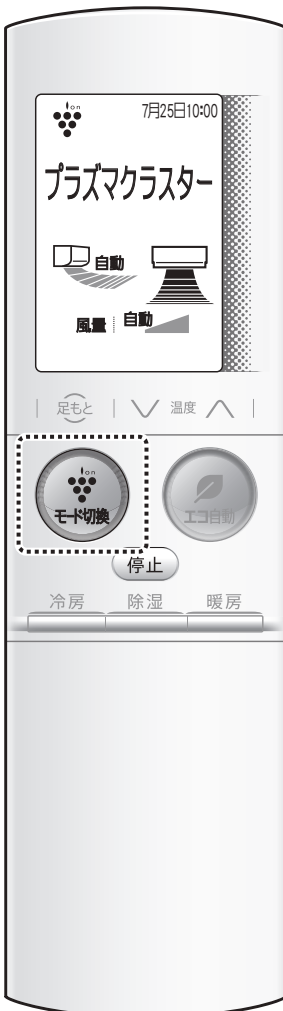 ion
7月25日10:00
プラズマクラスター
自動
風量 自動
足もと 温度
ion
モード切換 エコ自動
停止
冷房 除湿 暖房